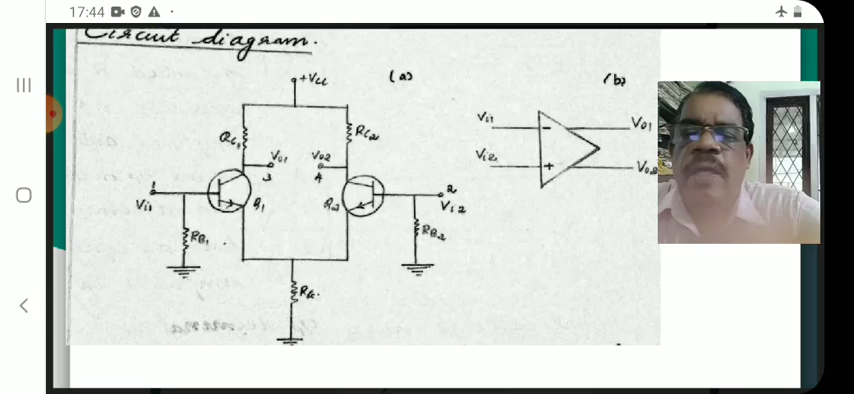 17:44
Circuit diagram.
+Vcc
(a)
(b)
RC1
Vo1
3
Vo2
4
RC2
1
Vi1
Q1
Q2
2
Vi2
RB1
RB2
RE
Vi1
-
Vo1
Vi2
+
Vo2